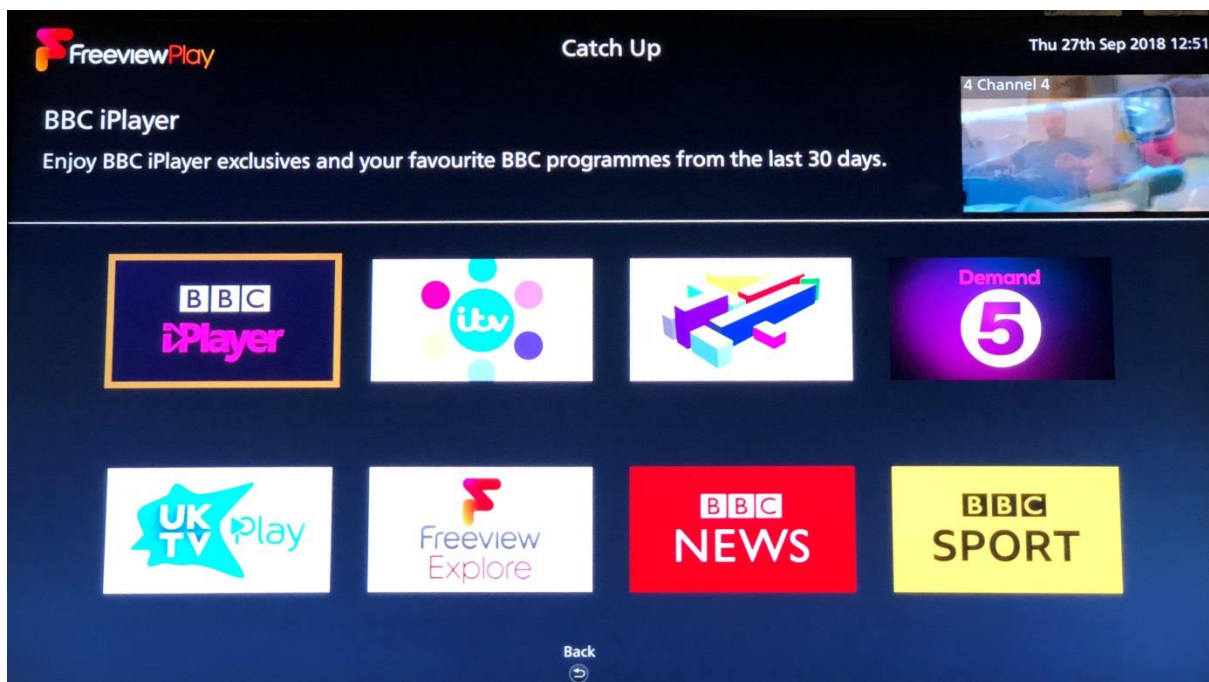 FreeviewPlay
Catch Up
Thu 27th Sep 2018 12:51
4 Channel 4
BBC iPlayer
Enjoy BBC iPlayer exclusives and your favourite BBC programmes from the last 30 days.
BBC
iPlayer
itv
Demand
5
UK
TV Play
Freeview
Explore
BBC
NEWS
BBC
SPORT
Back